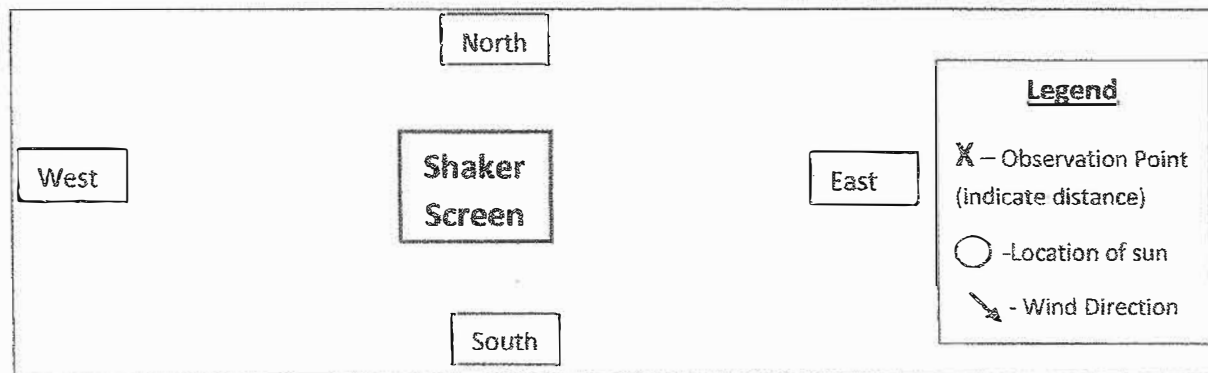 North
West
Shaker
Screen
East
South
Legend
X – Observation Point
(indicate distance)
-Location of sun
- Wind Direction